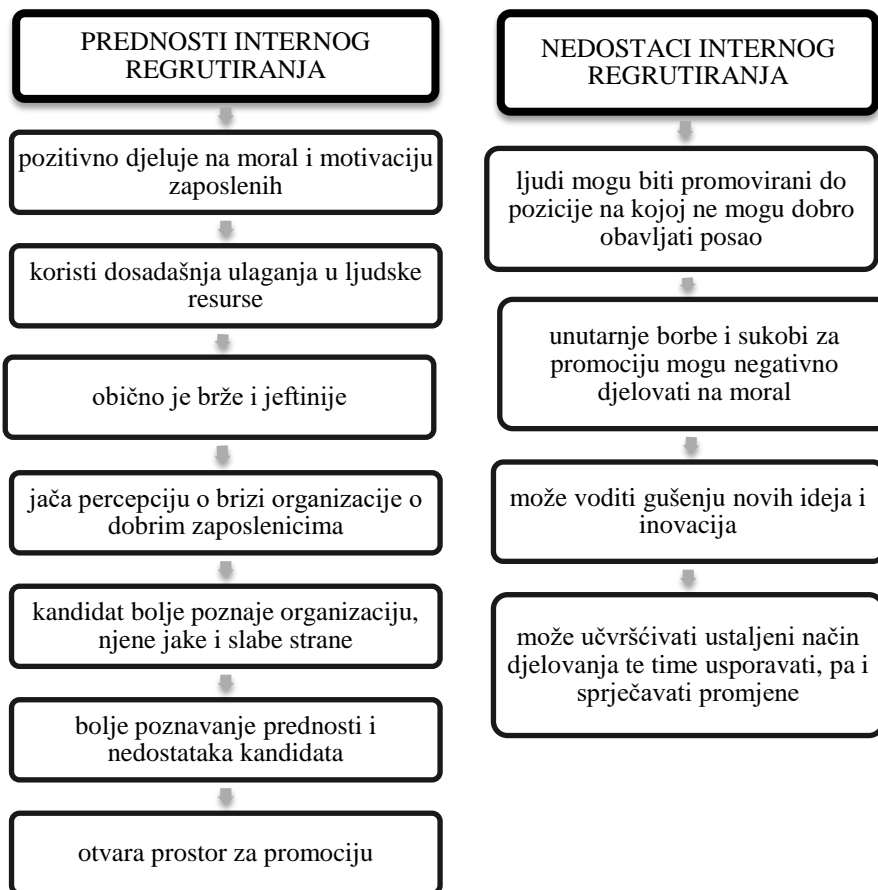 PREDNOSTI INTERNOG
REGRUTIRANJA
pozitivno djeluje na moral i motivaciju
zaposlenih
koristi dosadašnja ulaganja u ljudske
resurse
obično je brže i jeftinije
jača percepciju o brizi organizacije o
dobrim zaposlenicima
kandidat bolje poznaje organizaciju,
njene jake i slabe strane
bolje poznavanje prednosti i
nedostataka kandidata
otvara prostor za promociju
NEDOSTACI INTERNOG
REGRUTIRANJA
ljudi mogu biti promovirani do
pozicije na kojoj ne mogu dobro
obavljati posao
unutarnje borbe i sukobi za
promociju mogu negativno
djelovati na moral
može voditi gušenju novih ideja i
inovacija
može učvršćivati ustaljeni način
djelovanja te time usporavati, pa i
sprječavati promjene